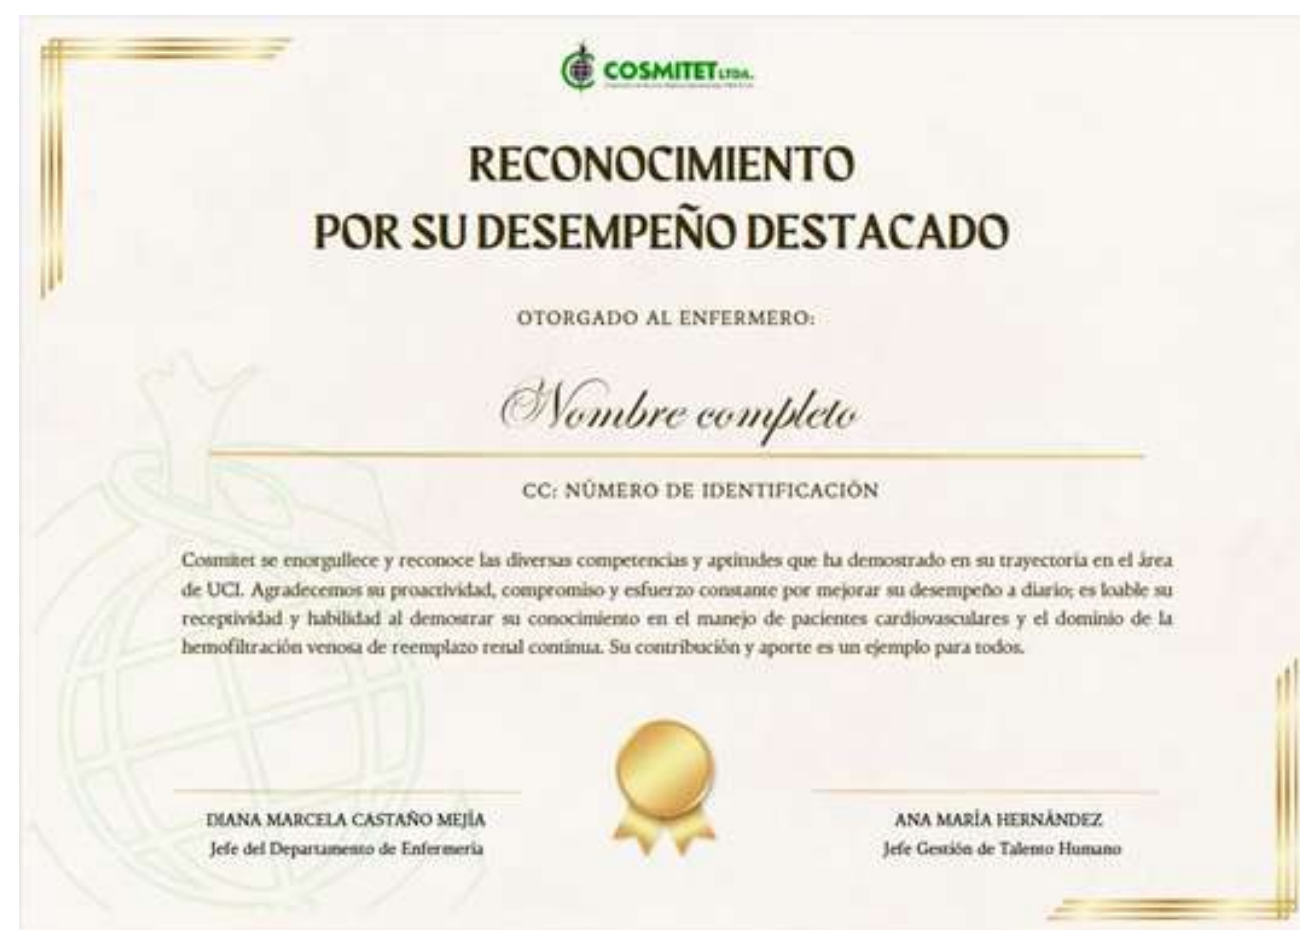 COSMITET LTDA.
RECONOCIMIENTO
POR SU DESEMPEÑO DESTACADO
OTORGADO AL ENFERMERO:
Nombre completo
CC: NÚMERO DE IDENTIFICACIÓN
Cosmitet se enorgullece y reconoce las diversas competencias y aptitudes que ha demostrado en su trayectoria en el área
de UCI. Agradecemos su proactividad, compromiso y esfuerzo constante por mejorar su desempeño a diario; es loable su
receptividad y habilidad al demostrar su conocimiento en el manejo de pacientes cardiovasculares y el dominio de la
hemofiltración venosa de reemplazo renal continua. Su contribución y aporte es un ejemplo para todos.
DIANA MARCELA CASTAÑO MEJÍA
Jefe del Departamento de Enfermería
ANA MARÍA HERNÁNDEZ
Jefe Gestión de Talento Humano